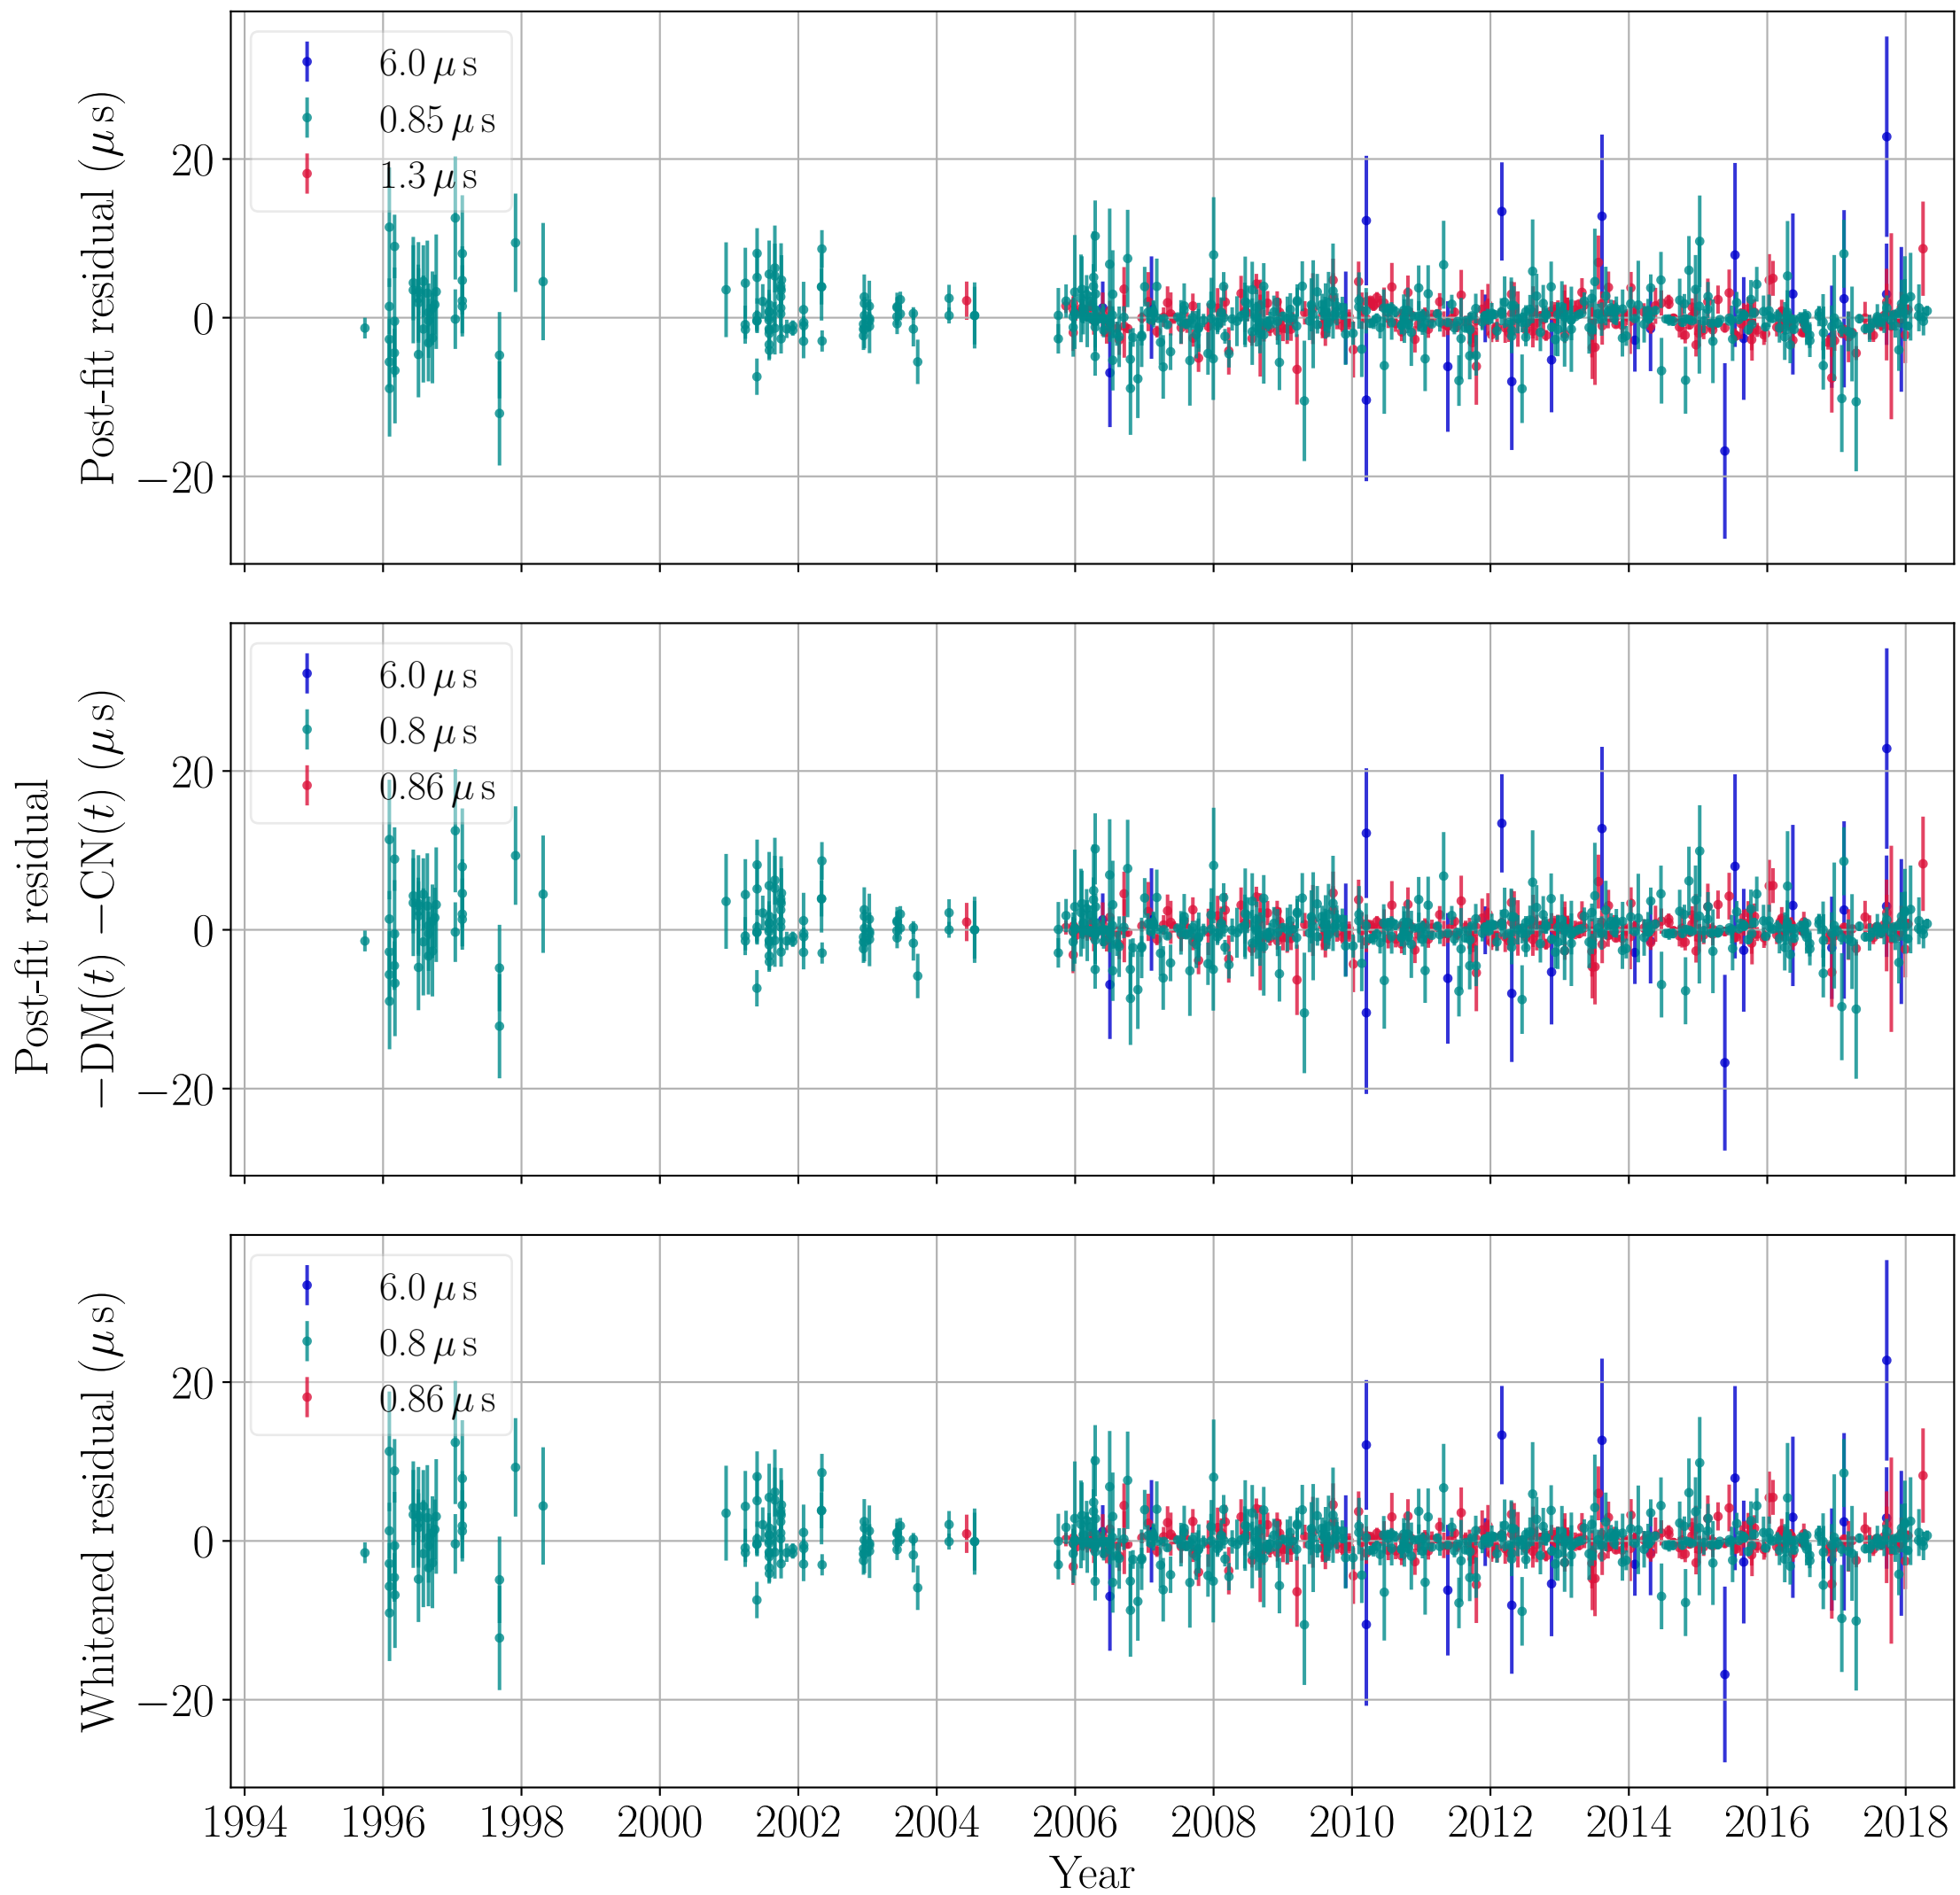 Post-fit residual (μs)
20
0
−20
6.0 μs
0.85 μs
1.3 μs
Post-fit residual
−DM(t) −CN(t) (μs)
20
0
−20
6.0 μs
0.8 μs
0.86 μs
Whitened residual (μs)
20
0
−20
6.0 μs
0.8 μs
0.86 μs
1994 1996 1998 2000 2002 2004 2006 2008 2010 2012 2014 2016 2018
Year